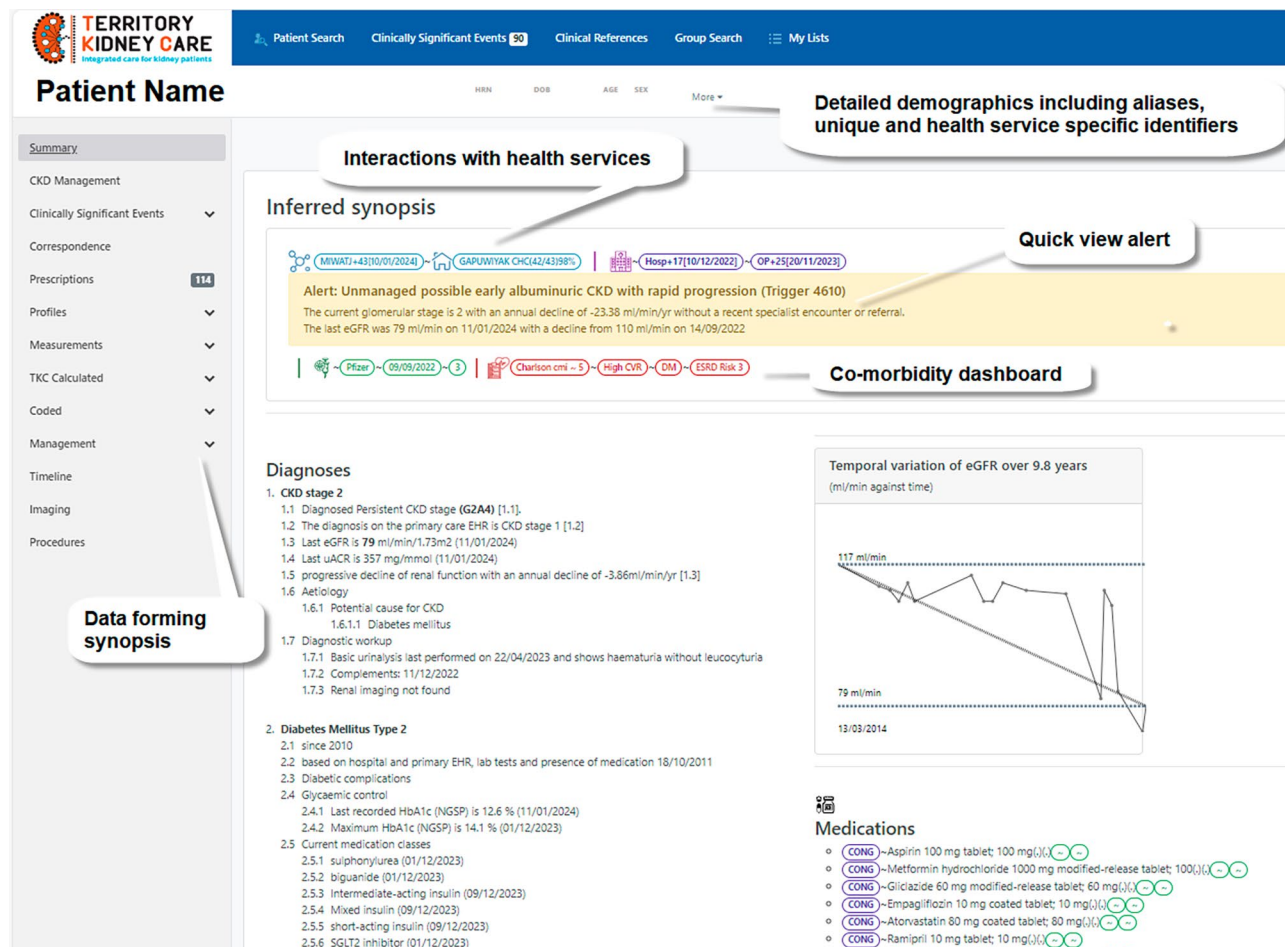 TERRITORY
KIDNEY CARE
Integrated care for kidney patients
Patient Search Clinically Significant Events 90 Clinical References Group Search My Lists
Patient Name
HRN DOB AGE SEX More
Detailed demographics including aliases,
unique and health service specific identifiers
Summary
CKD Management
Clinically Significant Events
Correspondence
Prescriptions 114
Profiles
Measurements
TKC Calculated
Coded
Management
Timeline
Imaging
Procedures
Data forming
synopsis
Interactions with health services
Inferred synopsis
Quick view alert
MIWATJ+43[10/01/2024]~GAPUWIYAK CHC(42/43)98% | ~Hosp+17[10/12/2022]~OP+25[20/11/2023]
Alert: Unmanaged possible early albuminuric CKD with rapid progression (Trigger 4610)
The current glomerular stage is 2 with an annual decline of -23.38 ml/min/yr without a recent specialist encounter or referral.
The last eGFR was 79 ml/min on 11/01/2024 with a decline from 110 ml/min on 14/09/2022
| ~Pfizer~09/09/2022~3 | Charlson cmi ~ 5~High CVR~DM~ESRD Risk 3
Co-morbidity dashboard
Diagnoses
1. CKD stage 2
1.1 Diagnosed Persistent CKD stage (G2A4) [1.1].
1.2 The diagnosis on the primary care EHR is CKD stage 1 [1.2]
1.3 Last eGFR is 79 ml/min/1.73m2 (11/01/2024)
1.4 Last uACR is 357 mg/mmol (11/01/2024)
1.5 progressive decline of renal function with an annual decline of -3.86ml/min/yr [1.3]
1.6 Aetiology
1.6.1 Potential cause for CKD
1.6.1.1 Diabetes mellitus
1.7 Diagnostic workup
1.7.1 Basic urinalysis last performed on 22/04/2023 and shows haematuria without leucocyturia
1.7.2 Complements: 11/12/2022
1.7.3 Renal imaging not found
2. Diabetes Mellitus Type 2
2.1 since 2010
2.2 based on hospital and primary EHR, lab tests and presence of medication 18/10/2011
2.3 Diabetic complications
2.4 Glycaemic control
2.4.1 Last recorded HbA1c (NGSP) is 12.6 % (11/01/2024)
2.4.2 Maximum HbA1c (NGSP) is 14.1 % (01/12/2023)
2.5 Current medication classes
2.5.1 sulphonylurea (01/12/2023)
2.5.2 biguanide (01/12/2023)
2.5.3 Intermediate-acting insulin (09/12/2023)
2.5.4 Mixed insulin (09/12/2023)
2.5.5 short-acting insulin (09/12/2023)
2.5.6 SGLT2 inhibitor (01/12/2023)
Temporal variation of eGFR over 9.8 years
(ml/min against time)
117 ml/min
79 ml/min
13/03/2014
Medications
CONG~Aspirin 100 mg tablet; 100 mg(.)(.)~ ~
CONG~Metformin hydrochloride 1000 mg modified-release tablet; 100(.)(.)~ ~
CONG~Gliclazide 60 mg modified-release tablet; 60 mg(.)(.)~ ~
CONG~Empagliflozin 10 mg coated tablet; 10 mg(.)(.)~ ~
CONG~Atorvastatin 80 mg coated tablet; 80 mg(.)(.)~ ~
CONG~Ramipril 10 mg tablet; 10 mg(.)(.)~ ~